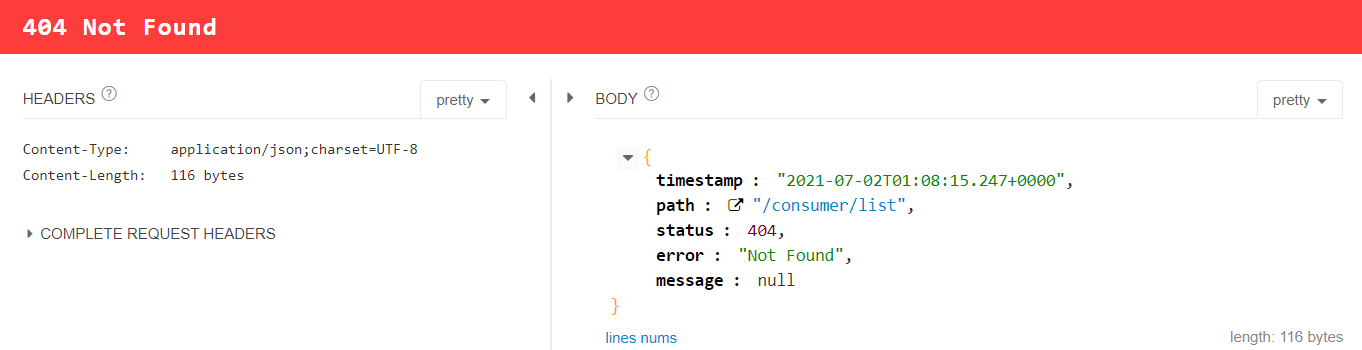 404 Not Found
HEADERS ?
pretty
Content-Type: application/json;charset=UTF-8
Content-Length: 116 bytes
COMPLETE REQUEST HEADERS
BODY ?
pretty
{
timestamp : "2021-07-02T01:08:15.247+0000",
path : "/consumer/list",
status : 404,
error : "Not Found",
message : null
}
lines nums
length: 116 bytes